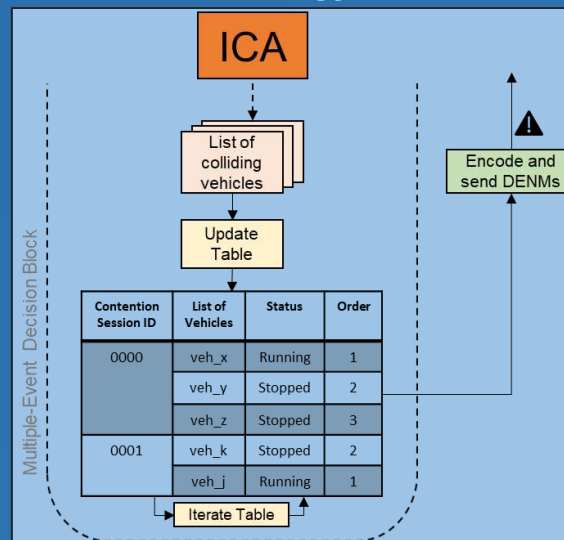 ICA
List of
colliding
vehicles
Encode and
send DENMs
Update
Table
Multiple-Event Decision Block
Contention
Session ID
List of
Vehicles
Status
Order
0000
veh_x
Running
1
veh_y
Stopped
2
veh_z
Stopped
3
0001
veh_k
Stopped
2
veh_j
Running
1
Iterate Table